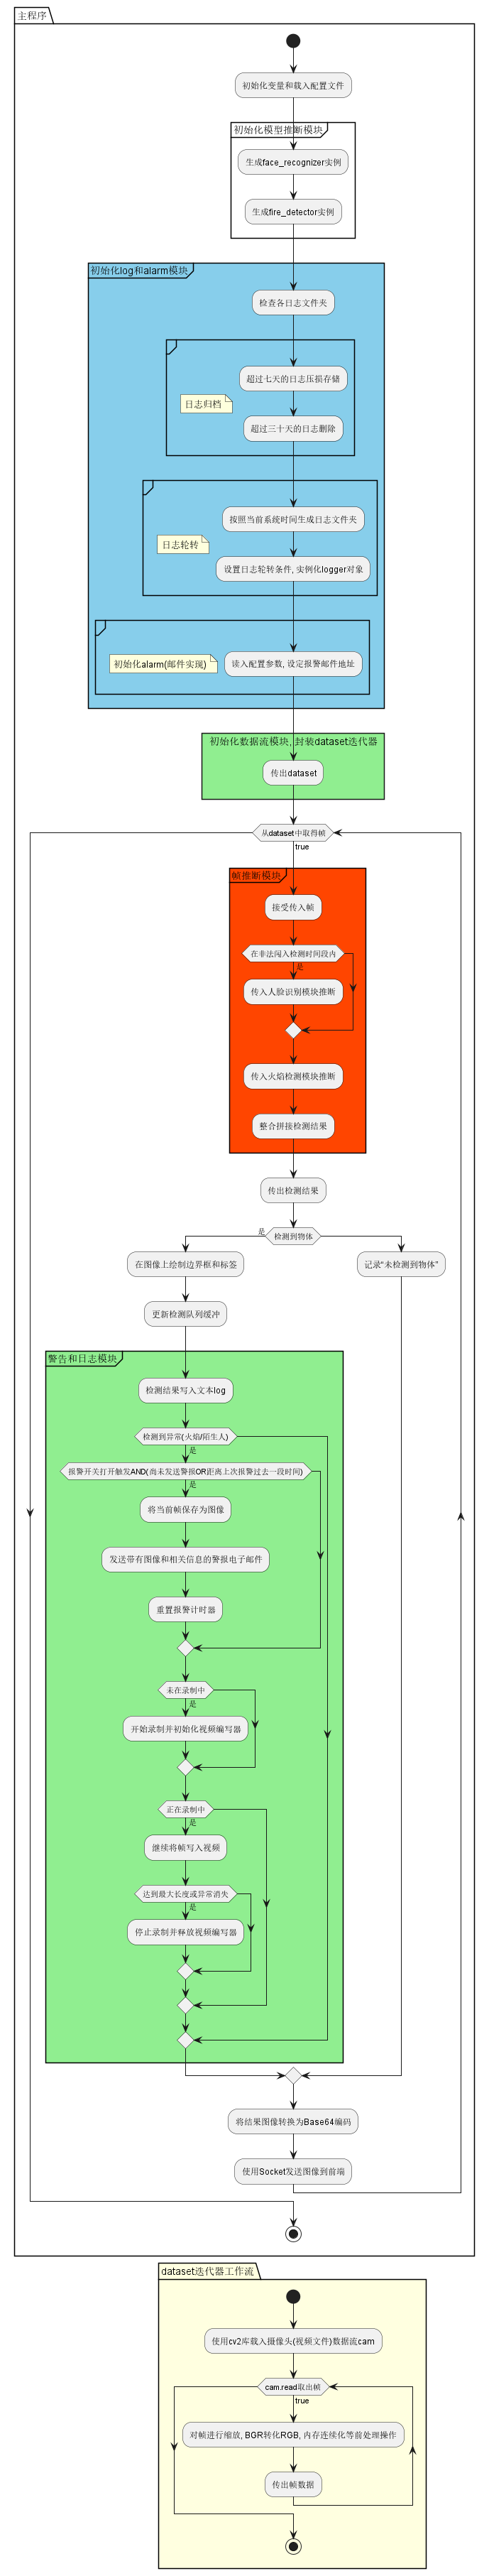 主程序
初始化变量和载入配置文件
初始化模型推断模块
生成face_recognizer实例
生成fire_detector实例
初始化log和alarm模块
检查各日志文件夹
超过七天的日志压损存储
日志归档
超过三十天的日志删除
按照当前系统时间生成日志文件夹
日志轮转
设置日志轮转条件, 实例化logger对象
初始化alarm(邮件实现)
读入配置参数, 设定报警邮件地址
初始化数据流模块, 封装dataset迭代器
传出dataset
从dataset中取得帧
true
帧推断模块
接受传入帧
在非法闯入检测时间段内
是
传入人脸识别模块推断
传入火焰检测模块推断
整合拼接检测结果
传出检测结果
是
检测到物体
在图像上绘制边界框和标签
记录"未检测到物体"
更新检测队列缓冲
警告和日志模块
检测结果写入文本log
检测到异常(火焰/陌生人)
是
报警开关打开触发AND(尚未发送警报OR距离上次报警过去一段时间)
是
将当前帧保存为图像
发送带有图像和相关信息的警报电子邮件
重置报警计时器
未在录制中
是
开始录制并初始化视频编写器
正在录制中
是
继续将帧写入视频
达到最大长度或异常消失
是
停止录制并释放视频编写器
将结果图像转换为Base64编码
使用Socket发送图像到前端
dataset迭代器工作流
使用cv2库载入摄像头(视频文件)数据流cam
cam.read取出帧
true
对帧进行缩放, BGR转化RGB, 内存连续化等前处理操作
传出帧数据